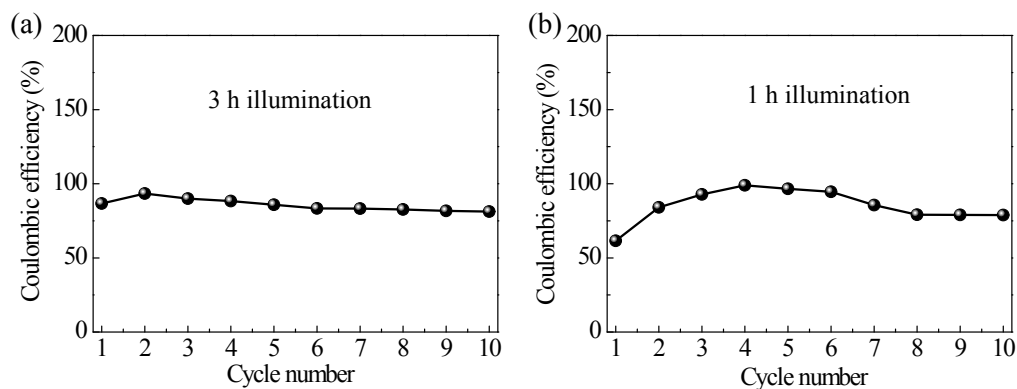 (a)
200
150
100
50
0
Coulombic efficiency (%)
3 h illumination
1 2 3 4 5 6 7 8 9 10
Cycle number
(b)
200
150
100
50
0
Coulombic efficiency (%)
1 h illumination
1 2 3 4 5 6 7 8 9 10
Cycle number